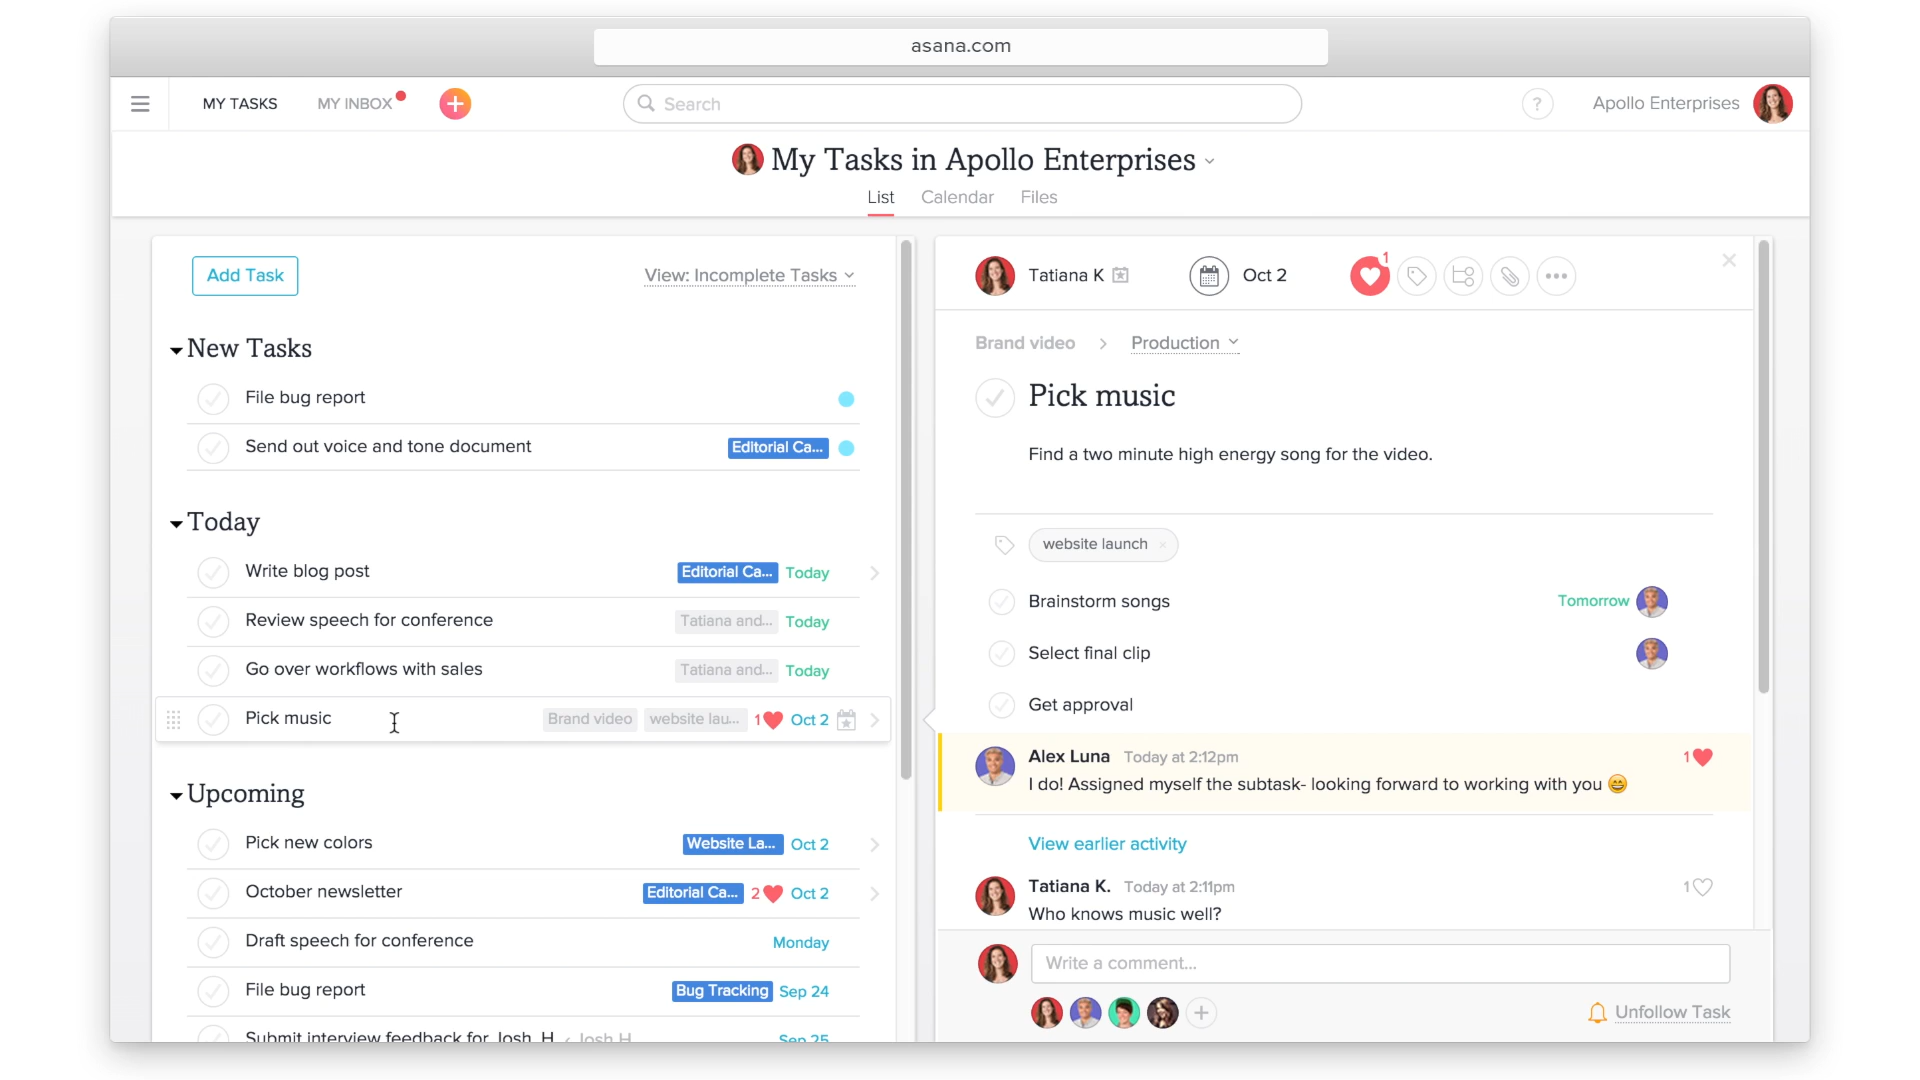 asana.com
MY TASKS
MY INBOX
Search
?
Apollo Enterprises
My Tasks in Apollo Enterprises
List Calendar Files
Add Task
View: Incomplete Tasks
New Tasks
File bug report
Send out voice and tone document Editorial Ca...
Today
Write blog post Editorial Ca... Today
Review speech for conference Tatiana and... Today
Go over workflows with sales Tatiana and... Today
Pick music Brand video website lau... 1 Oct 2
Upcoming
Pick new colors Website La... Oct 2
October newsletter Editorial Ca... 2 Oct 2
Draft speech for conference Monday
File bug report Bug Tracking Sep 24
Submit interview feedback for Josh. H ‹ Josh H Sep 25
Tatiana K
Oct 2
1
Brand video > Production
Pick music
Find a two minute high energy song for the video.
website launch ×
Brainstorm songs Tomorrow
Select final clip
Get approval
Alex Luna Today at 2:12pm 1
I do! Assigned myself the subtask- looking forward to working with you 😄
View earlier activity
Tatiana K. Today at 2:11pm 1
Who knows music well?
Write a comment...
Unfollow Task